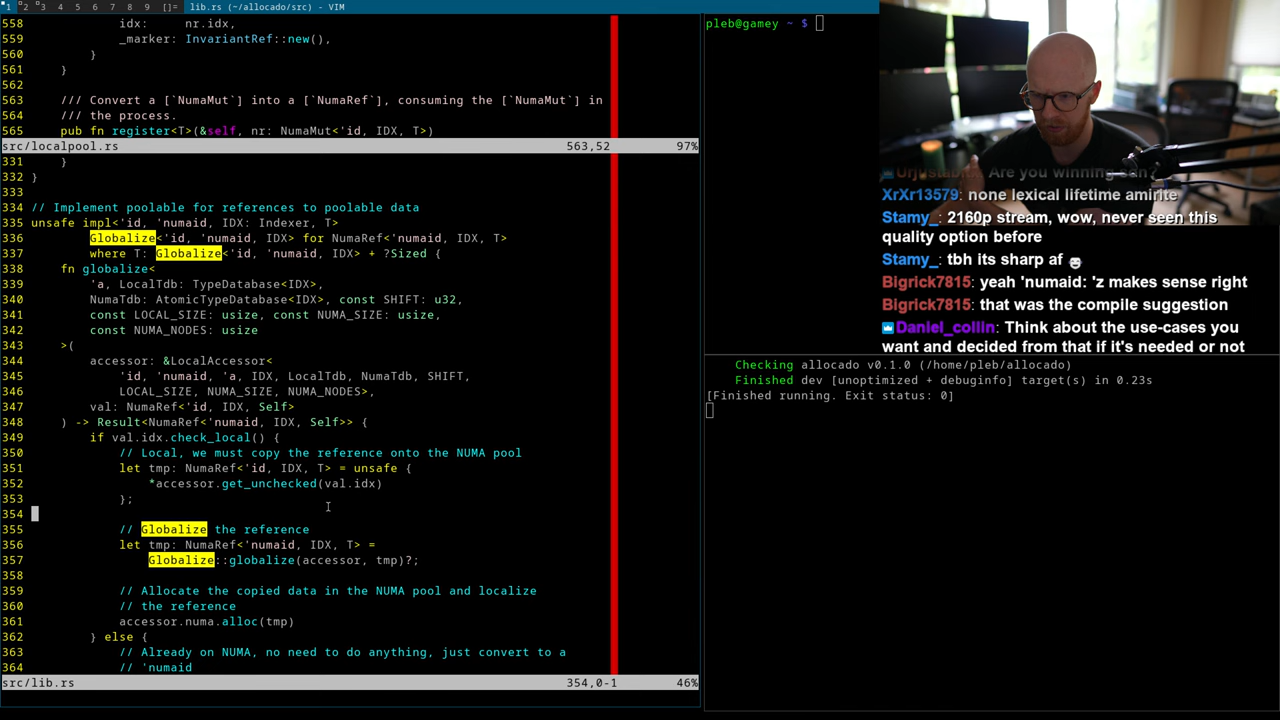 1 2 3 4 5 6 7 8 9 []= lib.rs (~/allocado/src) - VIM
558             idx:     nr.idx,
559             _marker: InvariantRef::new(),
560         }
561     }
562
563     /// Convert a [`NumaMut`] into a [`NumaRef`], consuming the [`NumaMut`] in
564     /// the process.
565     pub fn register<T>(&self, nr: NumaMut<'id, IDX, T>)
src/localpool.rs 563,52 97%
331     }
332 }
333
334 // Implement poolable for references to poolable data
335 unsafe impl<'id, 'numaid, IDX: Indexer, T>
336         Globalize<'id, 'numaid, IDX> for NumaRef<'numaid, IDX, T>
337         where T: Globalize<'id, 'numaid, IDX> + ?Sized {
338     fn globalize<
339         'a, LocalTdb: TypeDatabase<IDX>,
340         NumaTdb: AtomicTypeDatabase<IDX>, const SHIFT: u32,
341         const LOCAL_SIZE: usize, const NUMA_SIZE: usize,
342         const NUMA_NODES: usize
343     >(
344         accessor: &LocalAccessor<
345             'id, 'numaid, 'a, IDX, LocalTdb, NumaTdb, SHIFT,
346             LOCAL_SIZE, NUMA_SIZE, NUMA_NODES>,
347         val: NumaRef<'id, IDX, Self>
348     ) -> Result<NumaRef<'numaid, IDX, Self>> {
349         if val.idx.check_local() {
350             // Local, we must copy the reference onto the NUMA pool
351             let tmp: NumaRef<'id, IDX, T> = unsafe {
352                 *accessor.get_unchecked(val.idx)
353             };
354
355             // Globalize the reference
356             let tmp: NumaRef<'numaid, IDX, T> =
357                 Globalize::globalize(accessor, tmp)?;
358
359             // Allocate the copied data in the NUMA pool and localize
360             // the reference
361             accessor.numa.alloc(tmp)
362         } else {
363             // Already on NUMA, no need to do anything, just convert to a
364             // 'numaid
src/lib.rs 354,0-1 46%
pleb@gamey ~ $
Checking allocado v0.1.0 (/home/pleb/allocado)
Finished dev [unoptimized + debuginfo] target(s) in 0.23s
[Finished running. Exit status: 0]
Are you winning son?
XrXr13579: none lexical lifetime amirite
Stamy_: 2160p stream, wow, never seen this
quality option before
Stamy_: tbh its sharp af
Bigrick7815: yeah 'numaid: 'z makes sense right
Bigrick7815: that was the compile suggestion
Daniel_collin: Think about the use-cases you
want and decided from that if it's needed or not